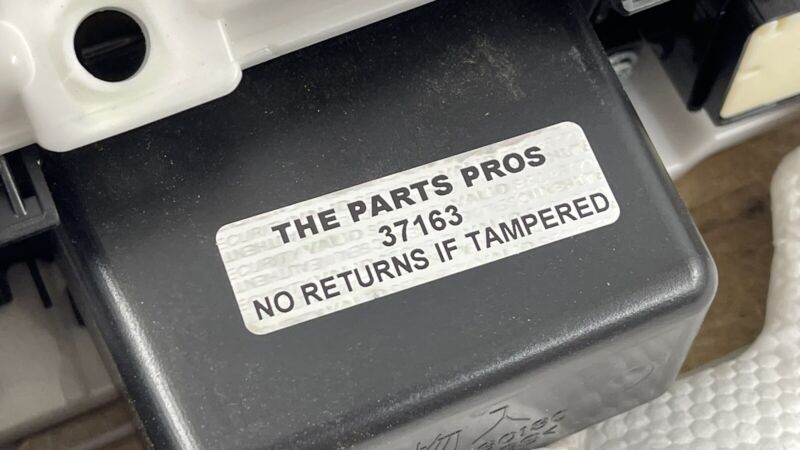 THE PARTS PROS
37163
NO RETURNS IF TAMPERED